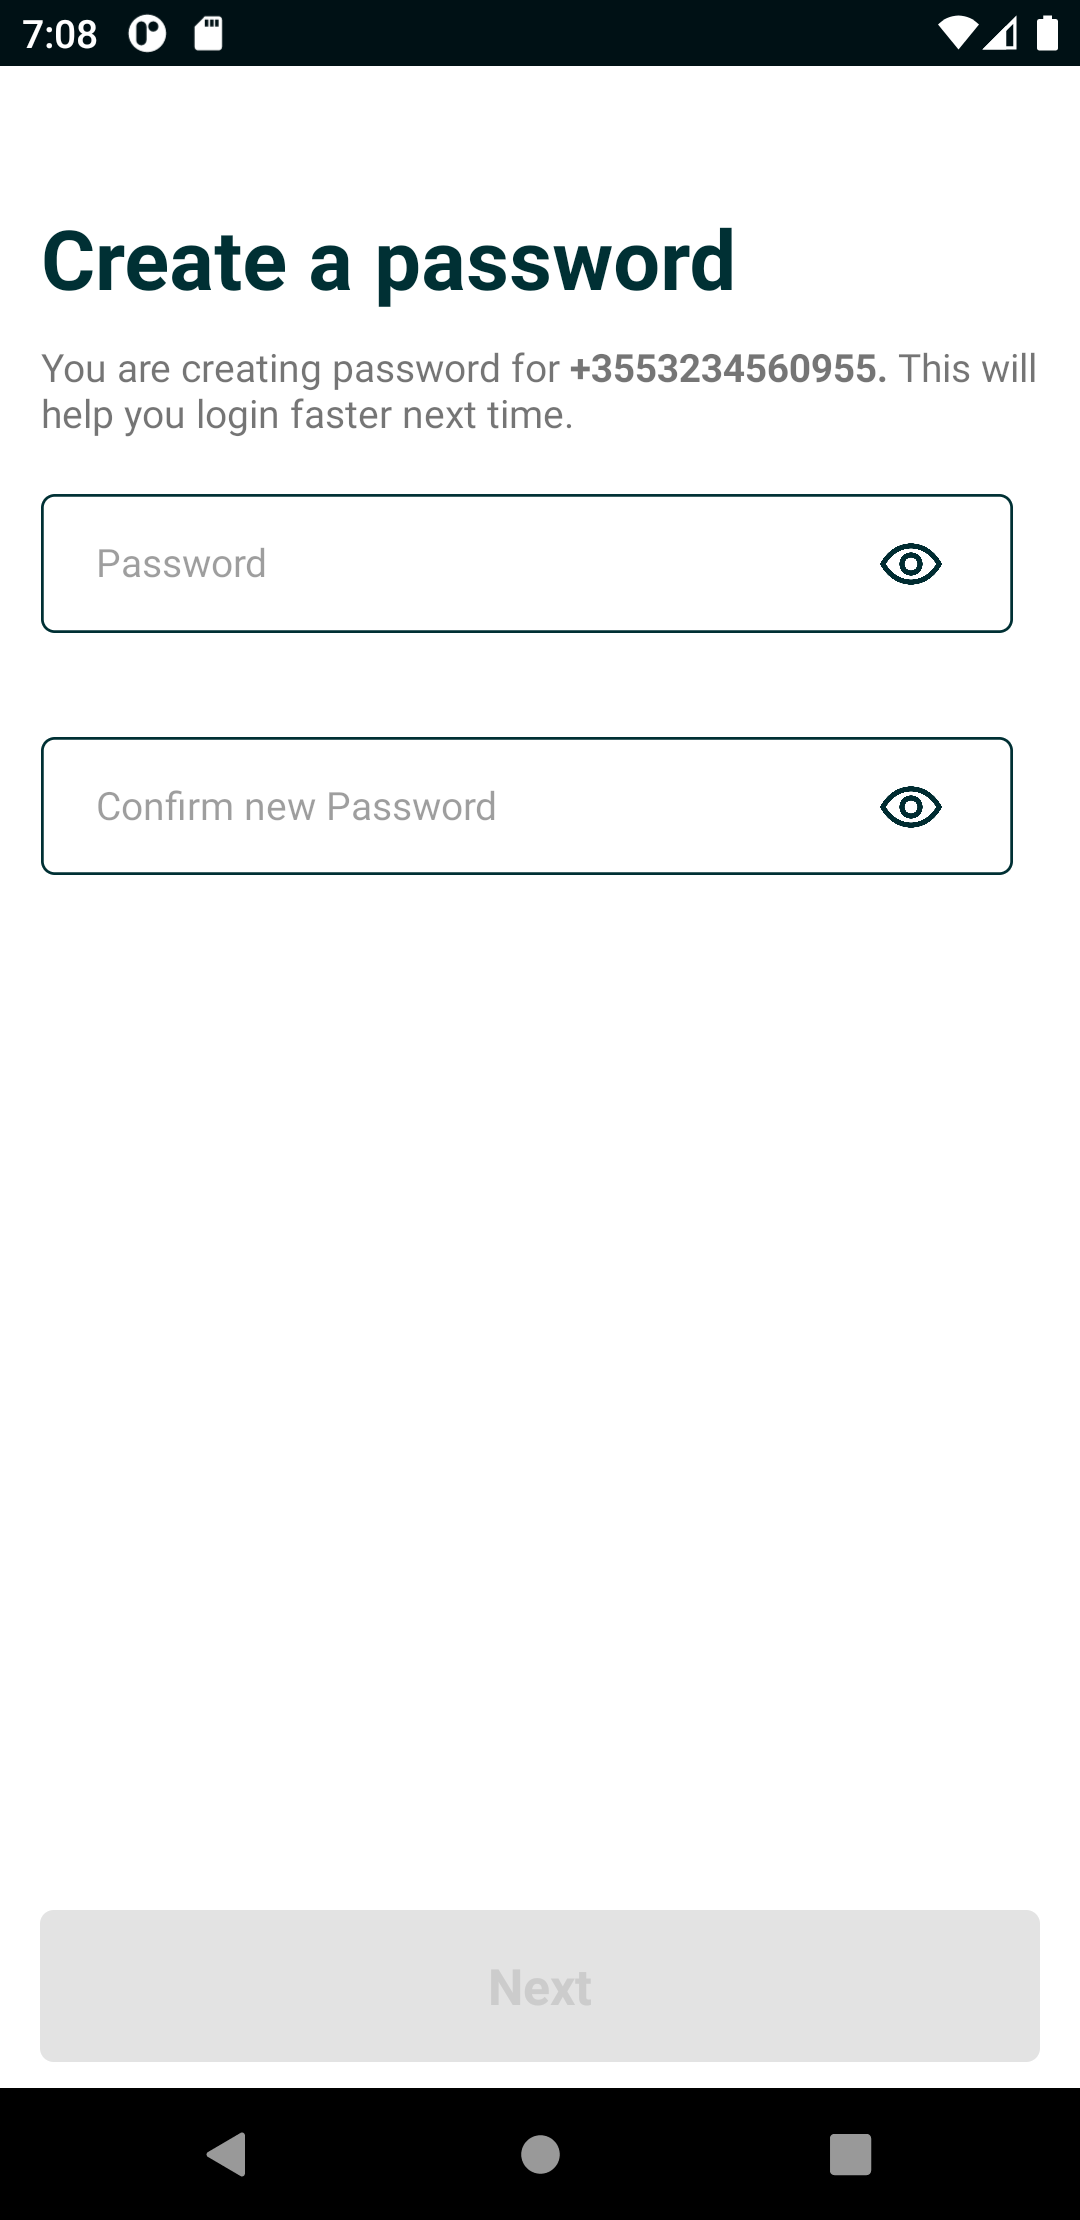 7:08
Create a password
You are creating password for +3553234560955. This will
help you login faster next time.
Password
Confirm new Password
Next